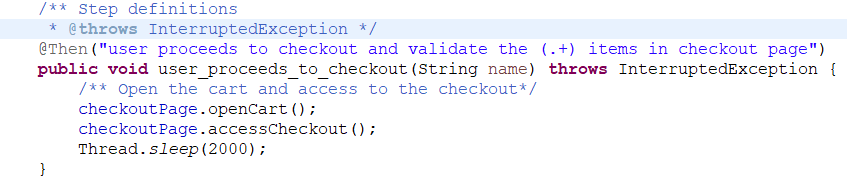 /** Step definitions
 * @throws InterruptedException */
@Then("user proceeds to checkout and validate the (.+) items in checkout page")
public void user_proceeds_to_checkout(String name) throws InterruptedException {
    /** Open the cart and access to the checkout*/
    checkoutPage.openCart();
    checkoutPage.accessCheckout();
    Thread.sleep(2000);
}